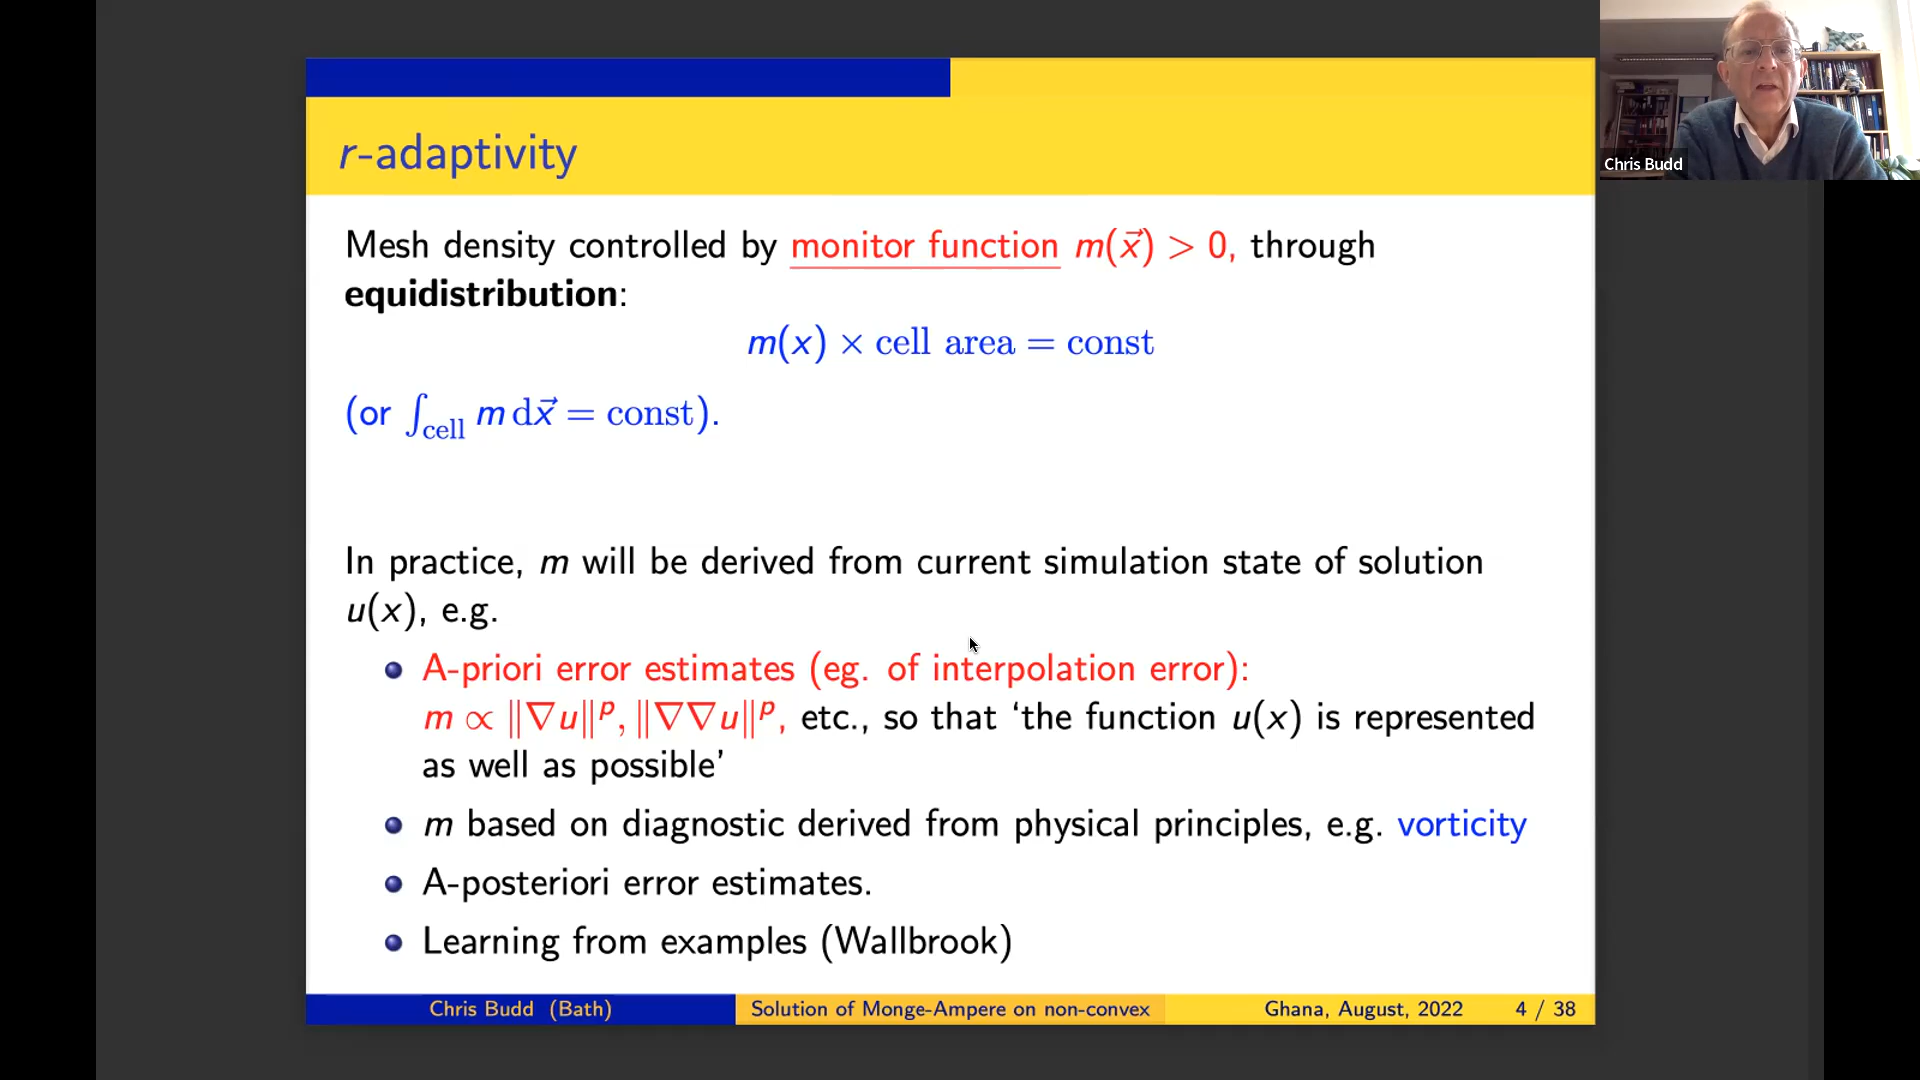 r-adaptivity
Mesh density controlled by monitor function m(x⃗) > 0, through
equidistribution:
m(x) × cell area = const
(or ∫cell m dx⃗ = const).
In practice, m will be derived from current simulation state of solution
u(x), e.g.
A-priori error estimates (eg. of interpolation error):
m ∝ ‖∇u‖ᵖ, ‖∇∇u‖ᵖ, etc., so that ‘the function u(x) is represented
as well as possible’
m based on diagnostic derived from physical principles, e.g. vorticity
A-posteriori error estimates.
Learning from examples (Wallbrook)
Chris Budd (Bath) Solution of Monge-Ampere on non-convex Ghana, August, 2022 4 / 38
Chris Budd